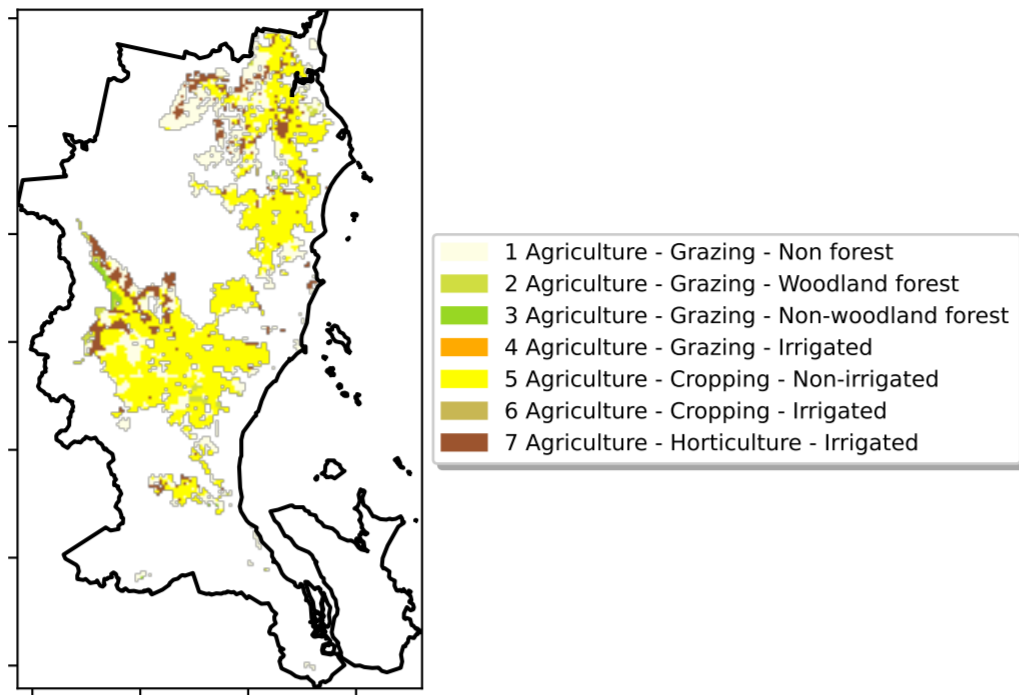 1 Agriculture - Grazing - Non forest
2 Agriculture - Grazing - Woodland forest
3 Agriculture - Grazing - Non-woodland forest
4 Agriculture - Grazing - Irrigated
5 Agriculture - Cropping - Non-irrigated
6 Agriculture - Cropping - Irrigated
7 Agriculture - Horticulture - Irrigated